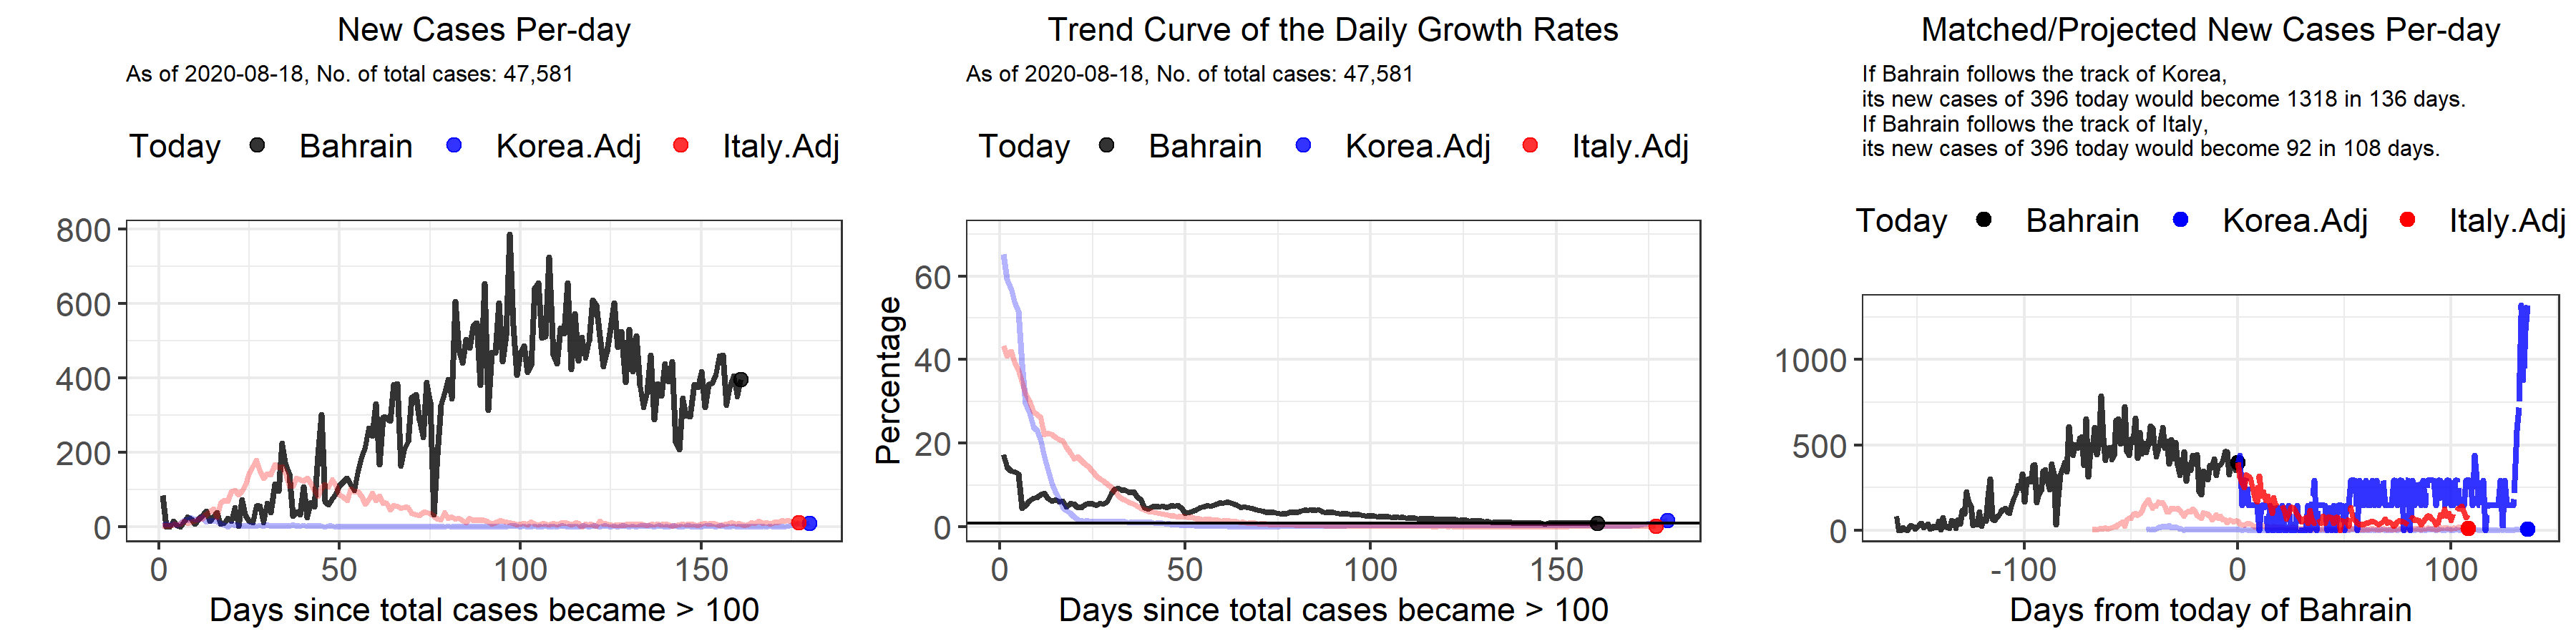 New Cases Per-day
As of 2020-08-18, No. of total cases: 47,581
Today Bahrain Korea.Adj Italy.Adj
800
600
400
200
0
0 50 100 150
Days since total cases became > 100
Trend Curve of the Daily Growth Rates
As of 2020-08-18, No. of total cases: 47,581
Today Bahrain Korea.Adj Italy.Adj
Percentage
60
40
20
0
0 50 100 150
Days since total cases became > 100
Matched/Projected New Cases Per-day
If Bahrain follows the track of Korea,
its new cases of 396 today would become 1318 in 136 days.
If Bahrain follows the track of Italy,
its new cases of 396 today would become 92 in 108 days.
Today Bahrain Korea.Adj Italy.Adj
1000
500
0
-100 0 100
Days from today of Bahrain